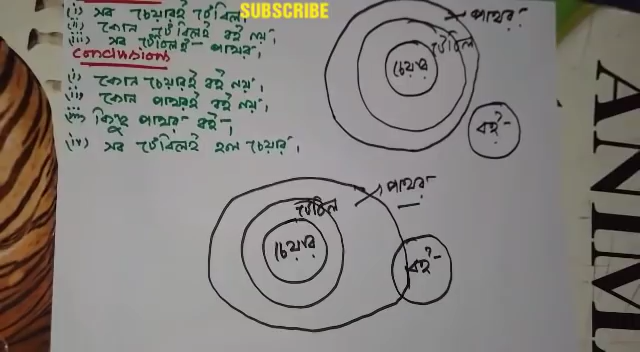 (i) সব চেয়ারই টেবিল
SUBSCRIBE
(ii) কোন টেবিলই বই নয়,
(iii) সব টেবিলই পাথর,
Conclusions
(i) কোন চেয়ারই বই নয়,
(ii) কোন পাথরই বই নয়,
(iii) কিছু পাথর বই,
(iv) সব টেবিলই হল চেয়ার,
পাথর
টেবিল
চেয়ার
বই
পাথর
টেবিল
চেয়ার
বই
ANIM